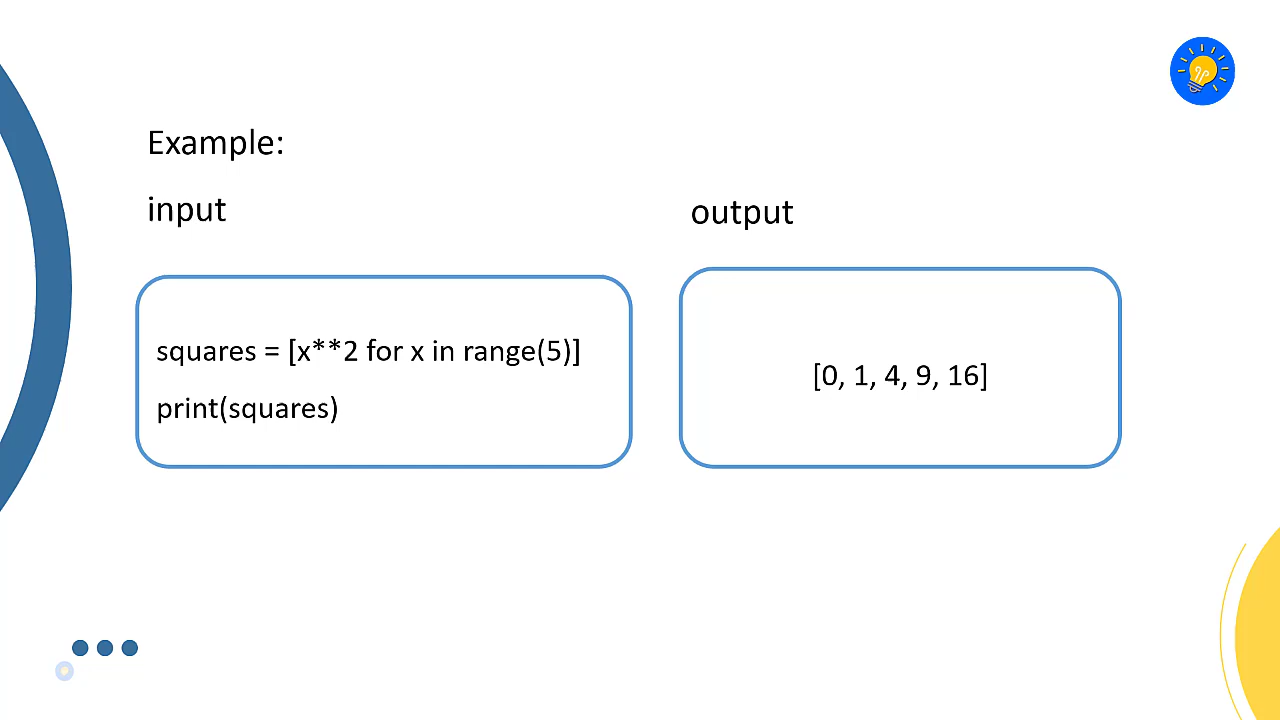 Example:
input
output
squares = [x**2 for x in range(5)]
print(squares)
[0, 1, 4, 9, 16]